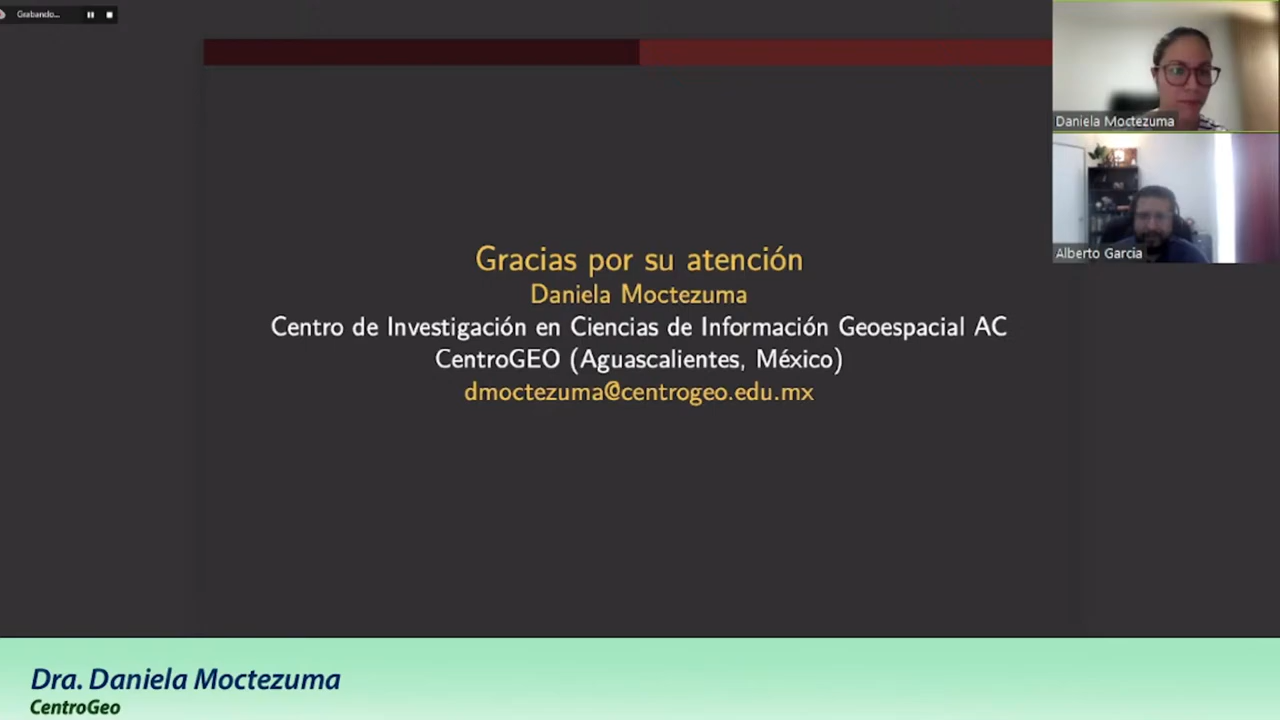 Grabando...
Daniela Moctezuma
Alberto Garcia
Gracias por su atención
Daniela Moctezuma
Centro de Investigación en Ciencias de Información Geoespacial AC
CentroGEO (Aguascalientes, México)
dmoctezuma@centrogeo.edu.mx
Dra. Daniela Moctezuma
CentroGeo